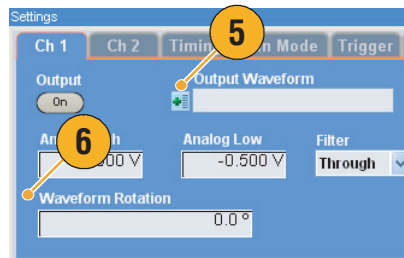 Settings
Ch 1 Ch 2 Mode Trigger
5
Output Output Waveform
On
6
Analog Low Filter
-0.500 V Through
Waveform Rotation
0.0 °